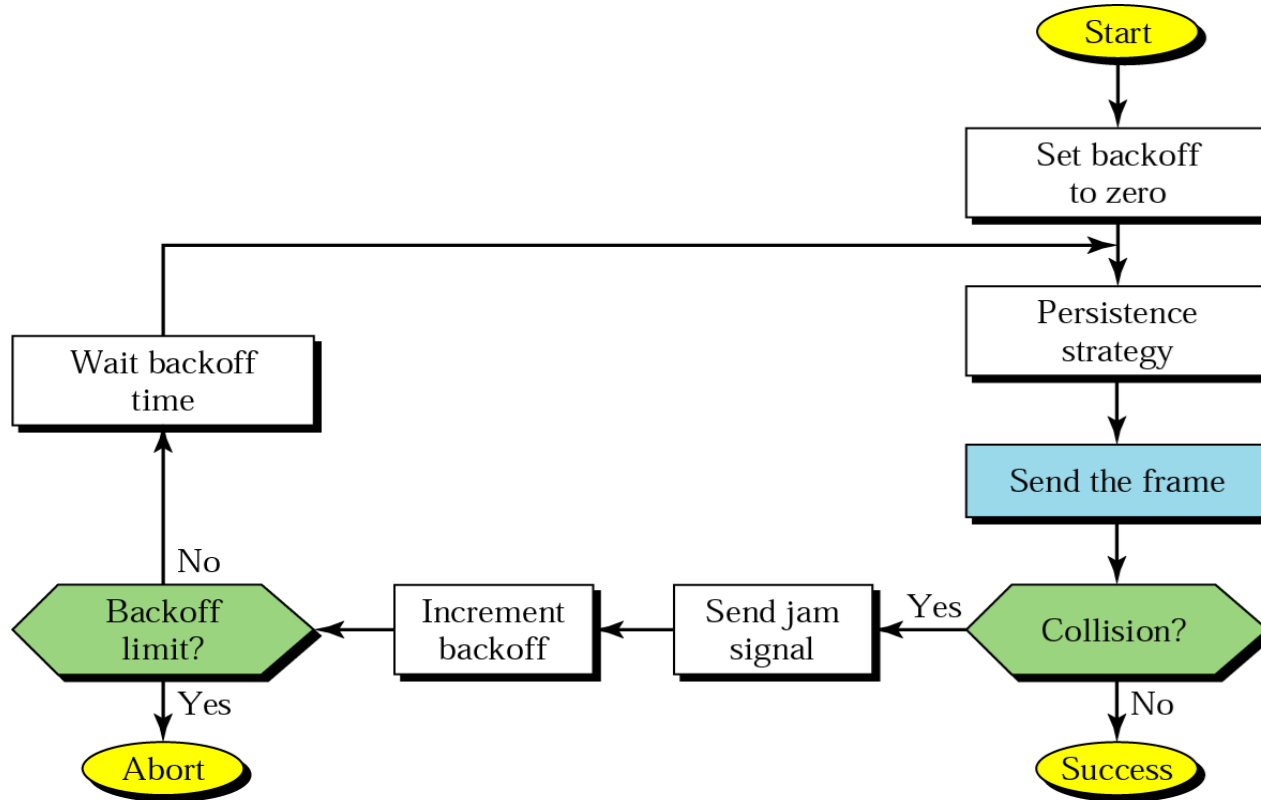 Start
Set backoff
to zero
Persistence
strategy
Wait backoff
time
Send the frame
No
Backoff
limit?
Increment
backoff
Send jam
signal
Yes
Collision?
Yes
No
Abort
Success